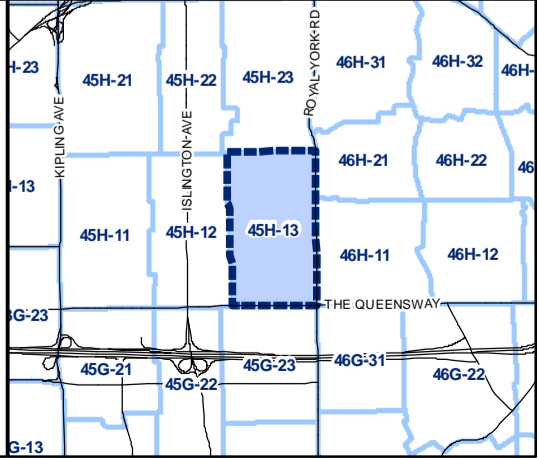 ROYAL YORK RD
46H-31
46H-32
H-23
45H-21
45H-22
45H-23
46H-
KIPLING AVE
ISLINGTON AVE
46H-21
46H-22
46
I-13
45H-11
45H-12
45H-13
46H-11
46H-12
THE QUEENSWAY
3G-23
45G-21
45G-22
45G-23
46G-31
46G-22
G-13